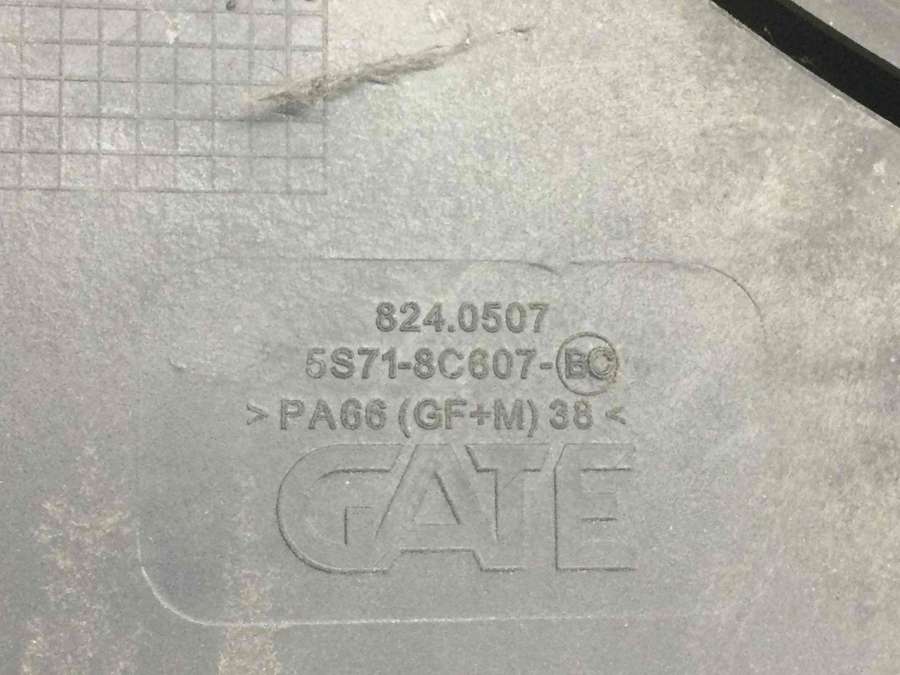 824.0507
5S71-8C607-BC
>PA66 (GF+M) 38<
GATE